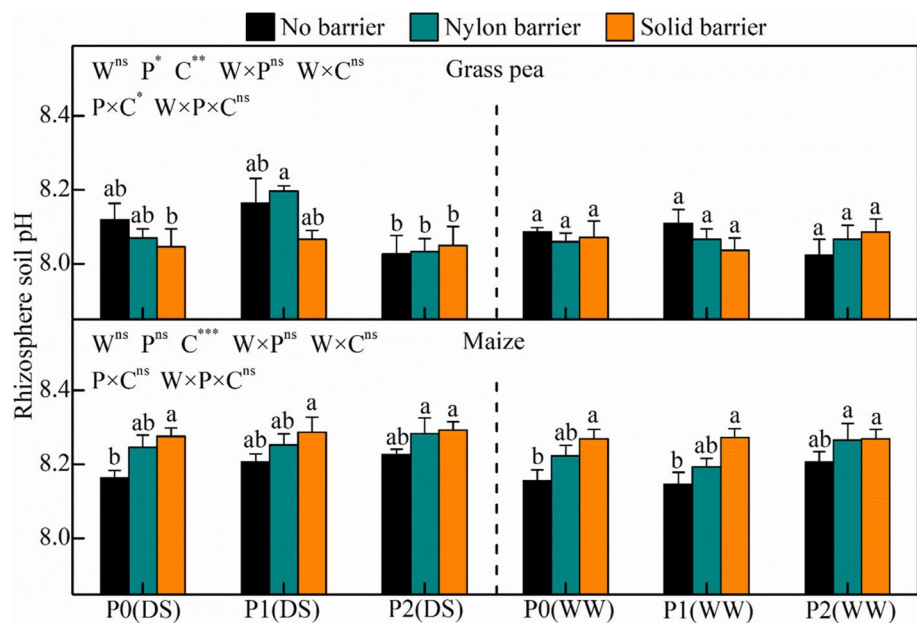 No barrier Nylon barrier Solid barrier
W^ns P^* C^** W×P^ns W×C^ns Grass pea
P×C^* W×P×C^ns
8.4
8.2
8.0
ab ab b ab a ab b b b a a a a a a a a a
W^ns P^ns C^*** W×P^ns W×C^ns Maize
P×C^ns W×P×C^ns
8.4
8.2
8.0
b ab a ab ab a ab a a b ab a b ab a ab a a
Rhizosphere soil pH
P0(DS) P1(DS) P2(DS) P0(WW) P1(WW) P2(WW)